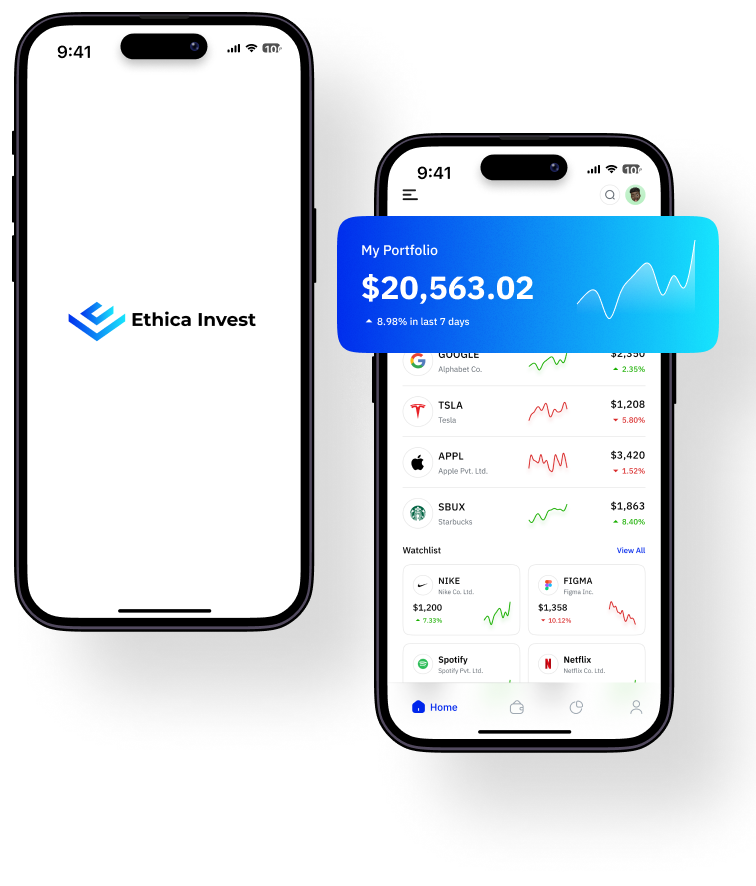 9:41
Ethica Invest
9:41
My Portfolio
$20,563.02
8.98% in last 7 days
GOOGLE
$2,350
Alphabet Co.
2.35%
TSLA
$1,208
Tesla
5.80%
APPL
$3,420
Apple Pvt. Ltd.
1.52%
SBUX
$1,863
Starbucks
8.40%
Watchlist
View All
NIKE
Nike Co. Ltd.
$1,200
7.33%
FIGMA
Figma Inc.
$1,358
10.12%
Spotify
Spotify Pvt. Ltd.
Netflix
Netflix Pvt. Ltd.
Home